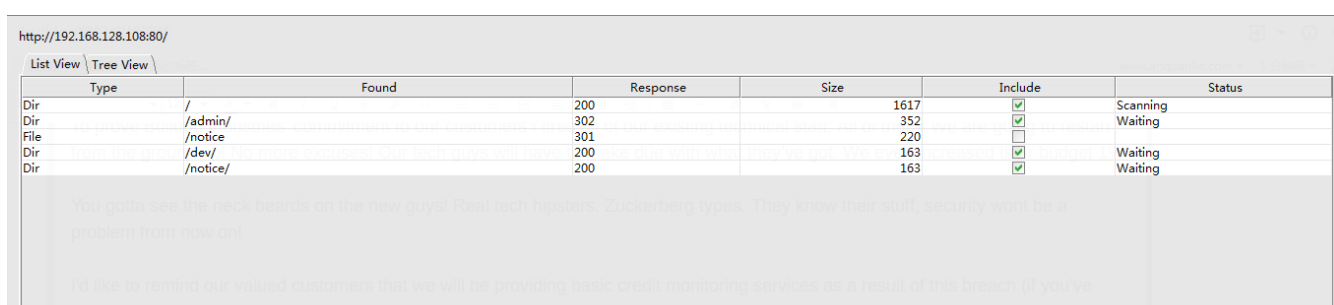 http://192.168.128.108:80/
List View Tree View
Type Found Response Size Include Status
Dir / 200 1617 Scanning
Dir /admin/ 302 352 Waiting
File /notice 301 220
Dir /dev/ 200 163 Waiting
Dir /notice/ 200 163 Waiting
You gotta see the neck beards on the new guys! Real tech hipsters. Zuckerberg types. They know their stuff, security wont be a
problem from now on!
I'd like to remind our valued customers that we will be providing basic credit monitoring services as a result of this breach (if you've